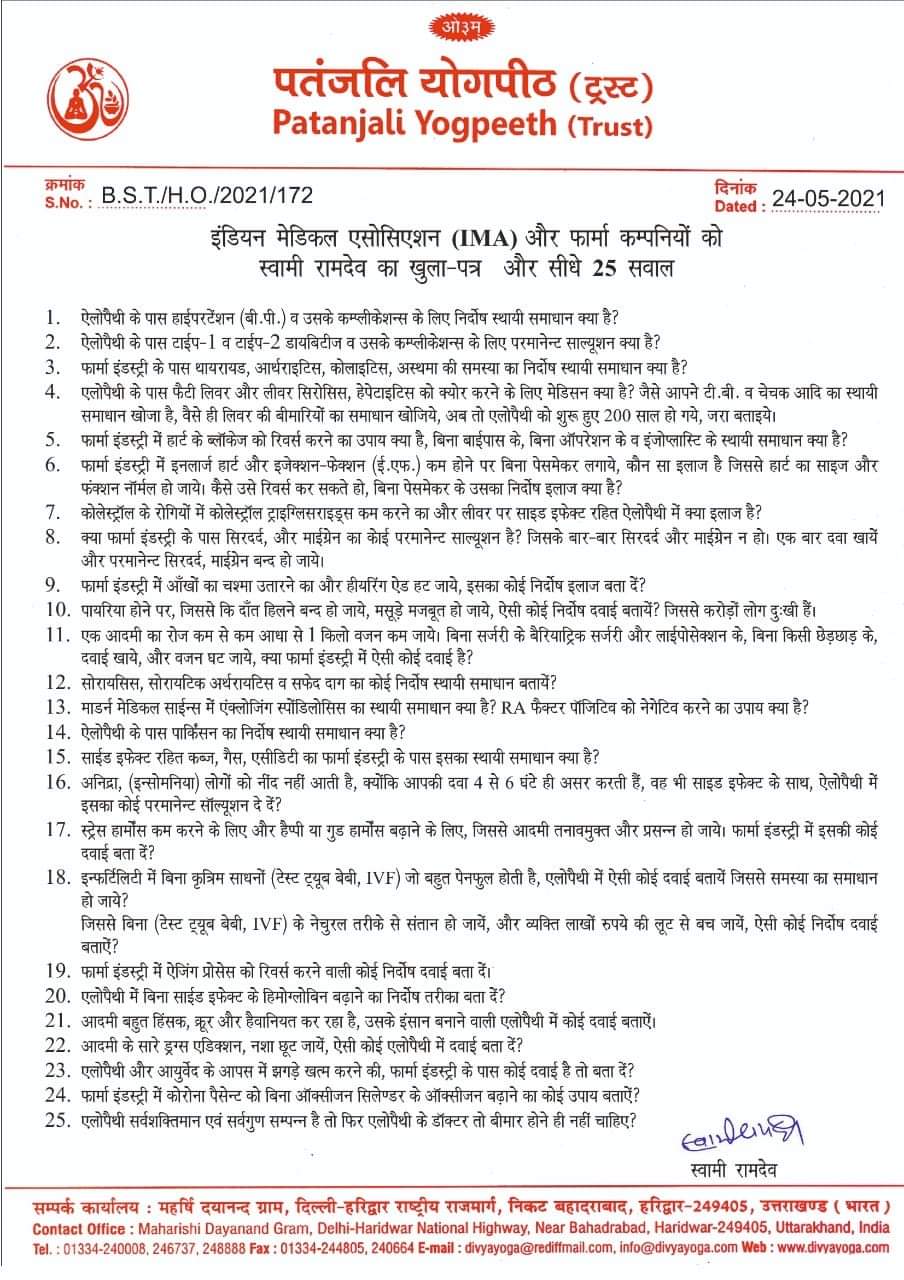 ओ३म्
पतंजलि योगपीठ (ट्रस्ट)
Patanjali Yogpeeth (Trust)
क्रमांक
S.No. : B.S.T./H.O./2021/172
दिनांक
Dated : 24-05-2021
इंडियन मेडिकल एसोसिएशन (IMA) और फार्मा कम्पनियों को
स्वामी रामदेव का खुला-पत्र और सीधे 25 सवाल
1. ऐलोपैथी के पास हाईपरटेंशन (बी.पी.) व उसके कम्प्लीकेशन्स के लिए निर्दोष स्थायी समाधान क्या है?
2. ऐलोपैथी के पास टाईप-1 व टाईप-2 डायबिटीज व उसके कम्प्लीकेशन्स के लिए परमानेन्ट साल्यूशन क्या है?
3. फार्मा इंडस्ट्री के पास थायरायड, आर्थराइटिस, कोलाइटिस, अस्थमा की समस्या का निर्दोष स्थायी समाधान क्या है?
4. एलोपैथी के पास फैटी लिवर और लीवर सिरोसिस, हेपेटाइटिस को क्योर करने के लिए मेडिसन क्या है? जैसे आपने टी.बी. व चेचक आदि का स्थायी
समाधान खोजा है, वैसे ही लिवर की बीमारियों का समाधान खोजिये, अब तो एलोपैथी को शुरू हुए 200 साल हो गये, जरा बताइये।
5. फार्मा इंडस्ट्री में हार्ट के ब्लॉकेज को रिवर्स करने का उपाय क्या है, बिना बाईपास के, बिना ऑपरेशन के व इंजोप्लास्टि के स्थायी समाधान क्या है?
6. फार्मा इंडस्ट्री में इनलार्ज हार्ट और इजेक्शन-फेक्शन (ई.एफ.) कम होने पर बिना पेसमेकर लगाये, कौन सा इलाज है जिससे हार्ट का साइज और
फंक्शन नॉर्मल हो जाये। कैसे उसे रिवर्स कर सकते हो, बिना पेसमेकर के उसका निर्दोष इलाज क्या है?
7. कोलेस्ट्रॉल के रोगियों में कोलेस्ट्रॉल ट्राइग्लिसराइड्स कम करने का और लीवर पर साइड इफेक्ट रहित ऐलोपैथी में क्या इलाज है?
8. क्या फार्मा इंडस्ट्री के पास सिरदर्द, और माईग्रेन का कोई परमानेन्ट साल्यूशन है? जिसके बार-बार सिरदर्द और माईग्रेन न हो। एक बार दवा खायें
और परमानेन्ट सिरदर्द, माईग्रेन बन्द हो जाये।
9. फार्मा इंडस्ट्री में आँखों का चश्मा उतारने का और हीयरिंग ऐड हट जाये, इसका कोई निर्दोष इलाज बता दें?
10. पायरिया होने पर, जिससे कि दाँत हिलने बन्द हो जाये, मसूड़े मजबूत हो जाये, ऐसी कोई निर्दोष दवाई बतायें? जिससे करोड़ों लोग दुःखी हैं।
11. एक आदमी का रोज कम से कम आधा से 1 किलो वजन कम जाये। बिना सर्जरी के बैरियाट्रिक सर्जरी और लाईपोसेक्शन के, बिना किसी छेड़छाड़ के,
दवाई खाये, और वजन घट जाये, क्या फार्मा इंडस्ट्री में ऐसी कोई दवाई है?
12. सोरायसिस, सोरायटिक अर्थरायटिस व सफेद दाग का कोई निर्दोष स्थायी समाधान बतायें?
13. मार्डन मेडिकल साईन्स में एंक्लोजिंग स्पोंडिलोसिस का स्थायी समाधान क्या है? RA फैक्टर पॉजिटिव को नेगेटिव करने का उपाय क्या है?
14. ऐलोपैथी के पास पार्किंसन का निर्दोष स्थायी समाधान क्या है?
15. साईड इफेक्ट रहित कब्ज, गैस, एसीडिटी का फार्मा इंडस्ट्री के पास इसका स्थायी समाधान क्या है?
16. अनिद्रा, (इन्सोमनिया) लोगों को नींद नहीं आती है, क्योंकि आपकी दवा 4 से 6 घंटे ही असर करती हैं, वह भी साइड इफेक्ट के साथ, ऐलोपैथी में
इसका कोई परमानेन्ट सॉल्यूशन दे दें?
17. स्ट्रेस हार्मोंस कम करने के लिए और हैप्पी या गुड हार्मोंस बढ़ाने के लिए, जिससे आदमी तनावमुक्त और प्रसन्न हो जाये। फार्मा इंडस्ट्री में इसकी कोई
दवाई बता दें?
18. इन्फर्टिलिटी में बिना कृत्रिम साधनों (टेस्ट ट्यूब बेबी, IVF) जो बहुत पेनफुल होती है, एलोपैथी में ऐसी कोई दवाई बतायें जिससे समस्या का समाधान
हो जाये?
जिससे बिना (टेस्ट ट्यूब बेबी, IVF) के नेचुरल तरीके से संतान हो जायें, और व्यक्ति लाखों रुपये की लूट से बच जायें, ऐसी कोई निर्दोष दवाई
बताऐं?
19. फार्मा इंडस्ट्री में ऐजिंग प्रोसेस को रिवर्स करने वाली कोई निर्दोष दवाई बता दें।
20. एलोपैथी में बिना साईड इफेक्ट के हिमोग्लोबिन बढ़ाने का निर्दोष तरीका बता दें?
21. आदमी बहुत हिंसक, क्रूर और हैवानियत कर रहा है, उसके इंसान बनाने वाली एलोपैथी में कोई दवाई बताऐं।
22. आदमी के सारे ड्रग्स एडिक्शन, नशा छूट जायें, ऐसी कोई एलोपैथी में दवाई बता दें?
23. एलोपैथी और आयुर्वेद के आपस में झगड़े खत्म करने की, फार्मा इंडस्ट्री के पास कोई दवाई है तो बता दें?
24. फार्मा इंडस्ट्री में कोरोना पैसेन्ट को बिना ऑक्सीजन सिलेण्डर के ऑक्सीजन बढ़ाने का कोई उपाय बताऐं?
25. एलोपैथी सर्वशक्तिमान एवं सर्वगुण सम्पन्न है तो फिर एलोपैथी के डॉक्टर तो बीमार होने ही नहीं चाहिए?
स्वामी रामदेव
सम्पर्क कार्यालय : महर्षि दयानन्द ग्राम, दिल्ली-हरिद्वार राष्ट्रीय राजमार्ग, निकट बहादराबाद, हरिद्वार-249405, उत्तराखण्ड ( भारत )
Contact Office : Maharishi Dayanand Gram, Delhi-Haridwar National Highway, Near Bahadrabad, Haridwar-249405, Uttarakhand, India
Tel. : 01334-240008, 246737, 248888 Fax : 01334-244805, 240664 E-mail : divyayoga@rediffmail.com, info@divyayoga.com Web : www.divyayoga.com